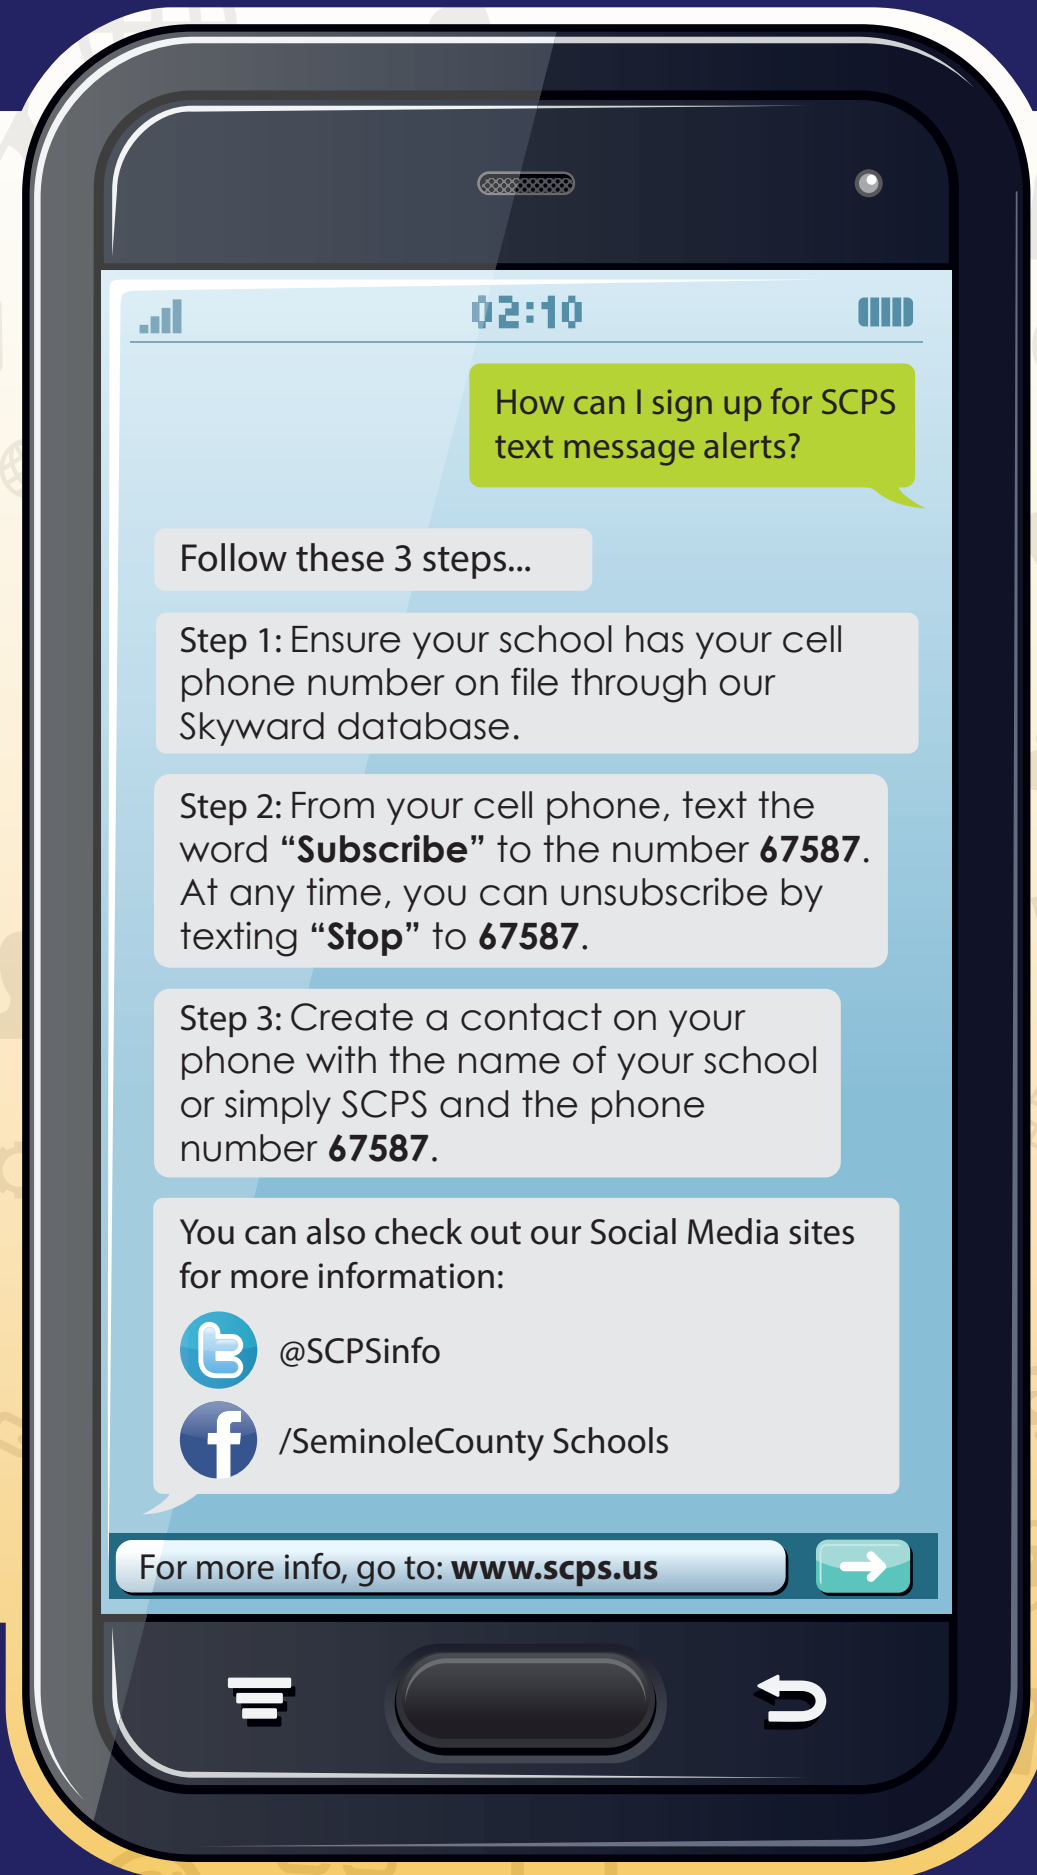 02:10
How can I sign up for SCPS
text message alerts?
Follow these 3 steps...
Step 1: Ensure your school has your cell
phone number on file through our
Skyward database.
Step 2: From your cell phone, text the
word “Subscribe” to the number 67587.
At any time, you can unsubscribe by
texting “Stop” to 67587.
Step 3: Create a contact on your
phone with the name of your school
or simply SCPS and the phone
number 67587.
You can also check out our Social Media sites
for more information:
@SCPSinfo
/SeminoleCounty Schools
For more info, go to: www.scps.us